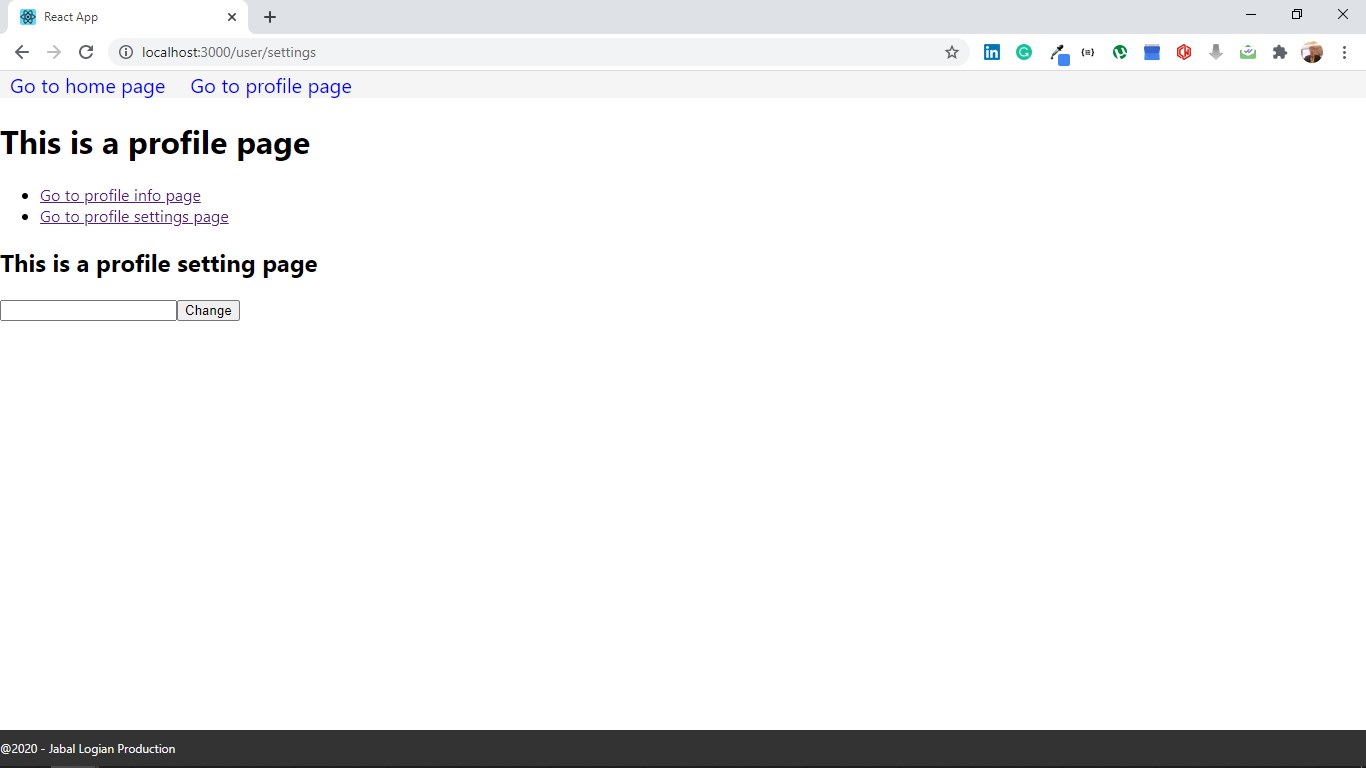 React App
localhost:3000/user/settings
Go to home page Go to profile page
This is a profile page
Go to profile info page
Go to profile settings page
This is a profile setting page
Change
@2020 - Jabal Logian Production